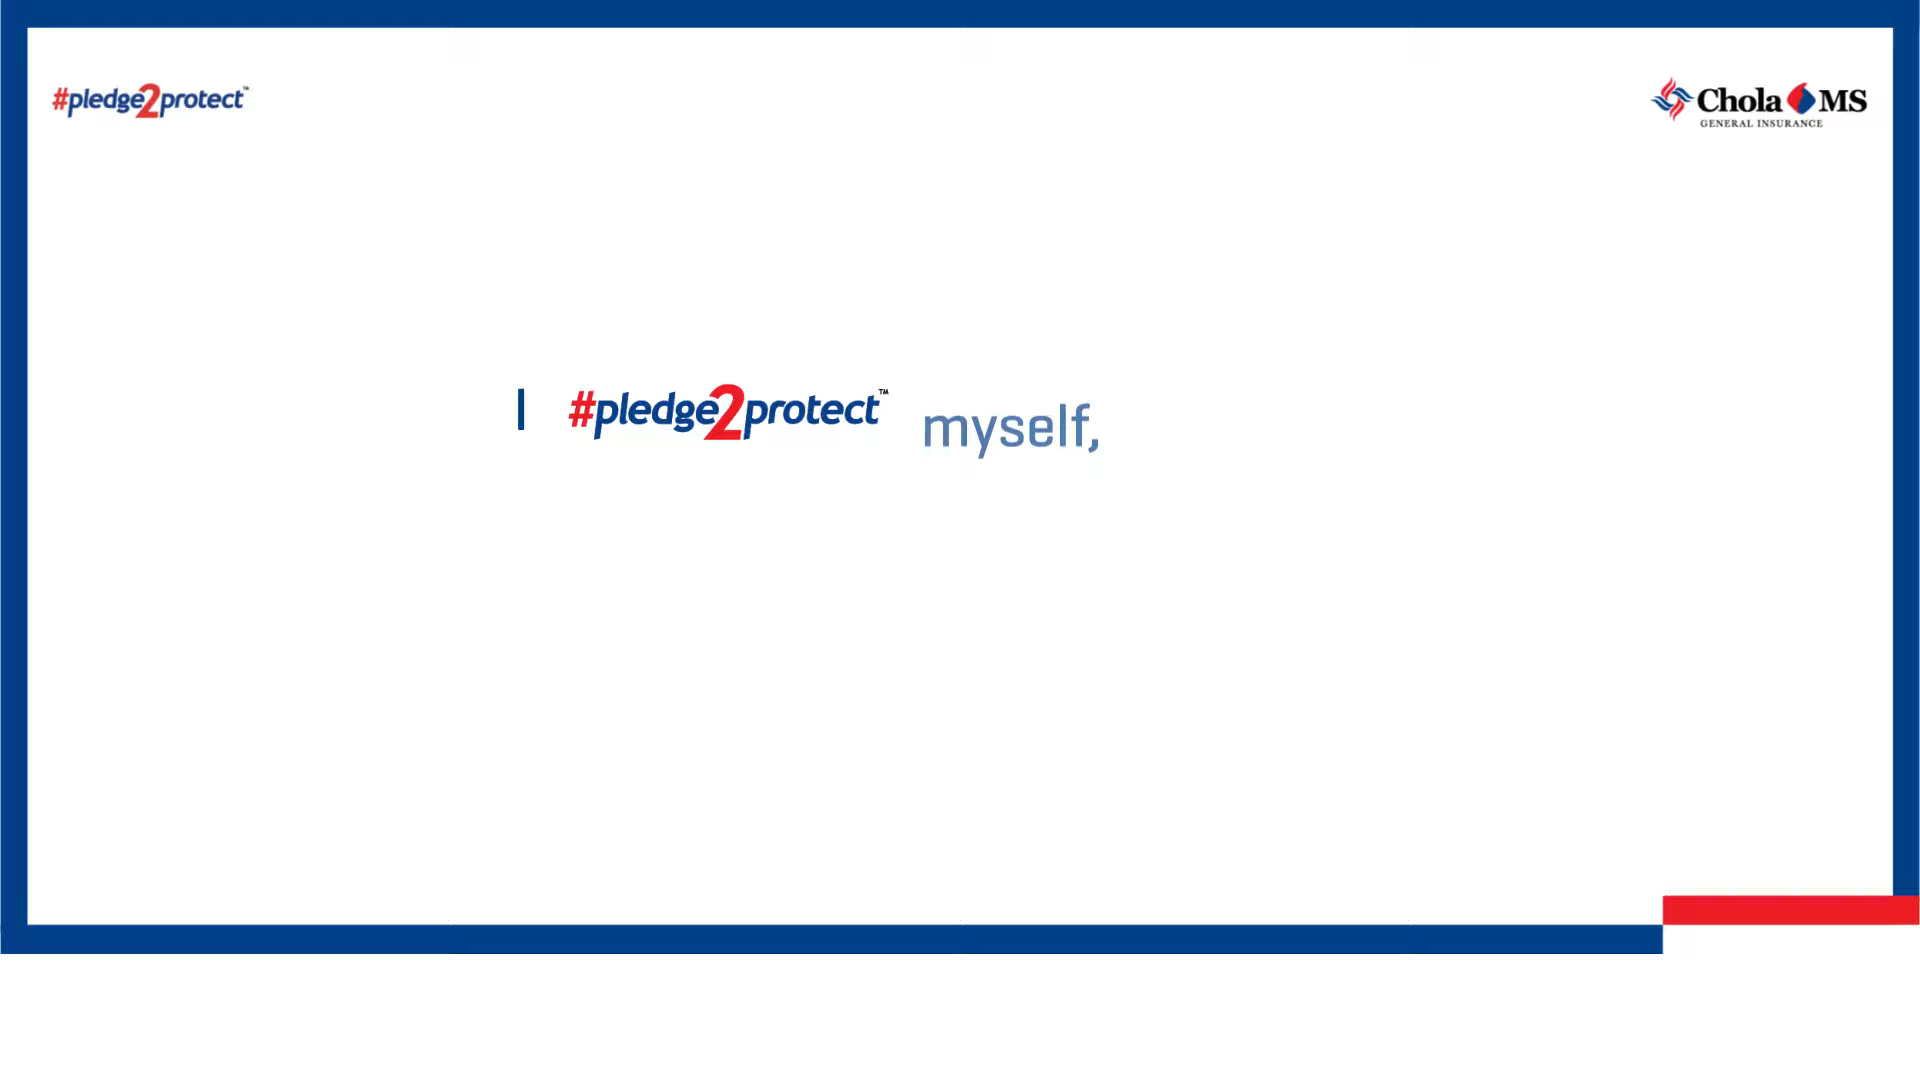 #pledge2protect™
Chola MS
GENERAL INSURANCE
I #pledge2protect™ myself,